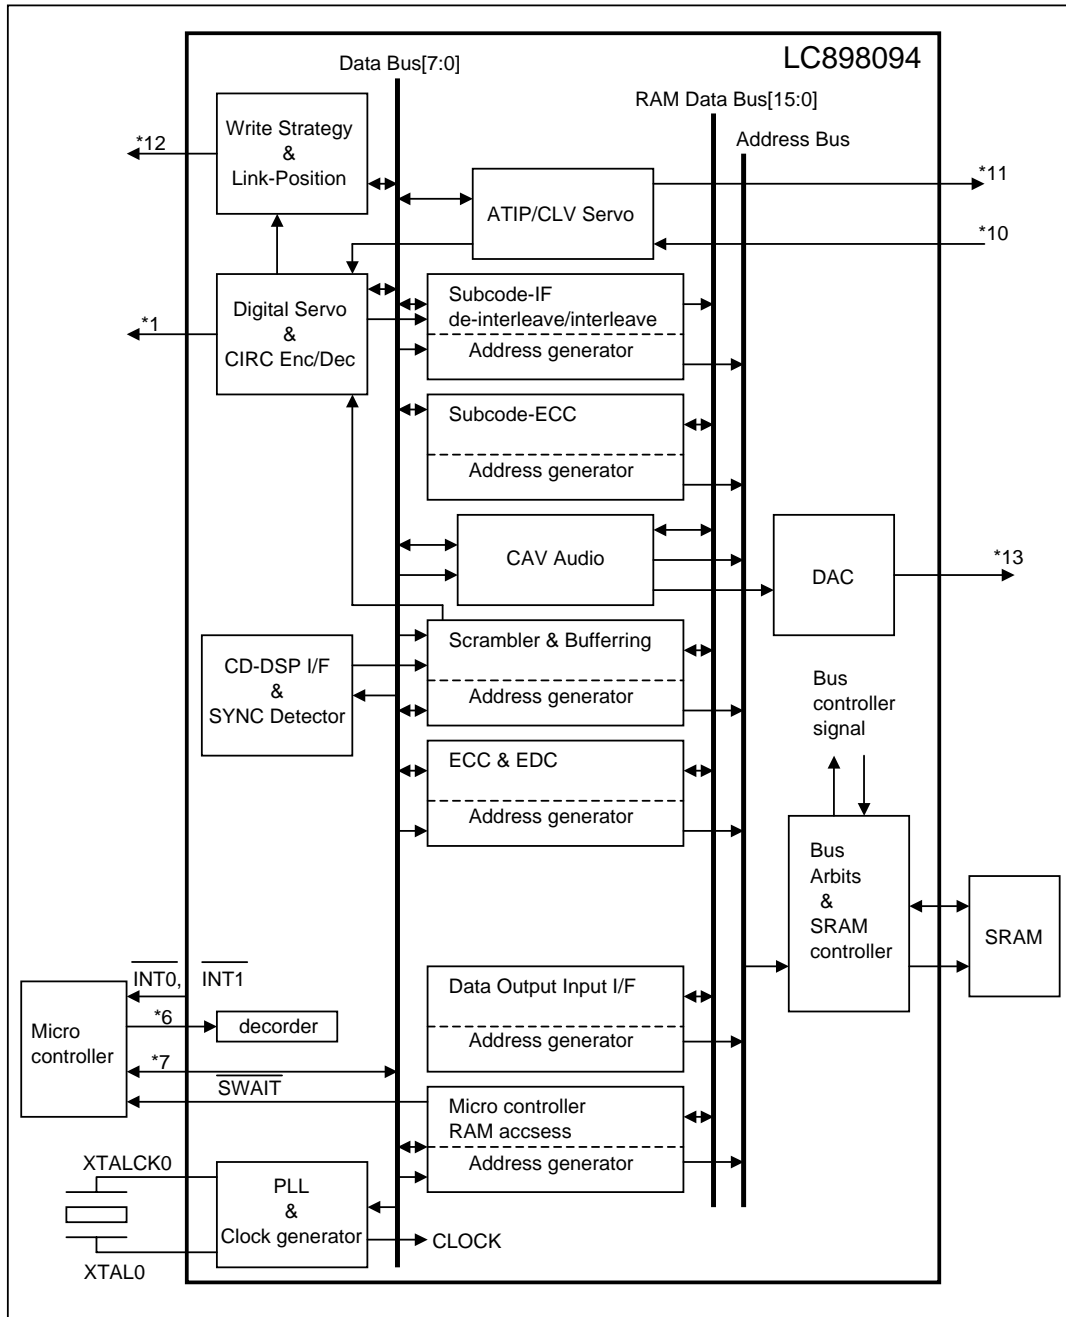 LC898094
Data Bus[7:0]
RAM Data Bus[15:0]
Address Bus
*12
Write Strategy
&
Link-Position
ATIP/CLV Servo
*11
*10
*1
Digital Servo
&
CIRC Enc/Dec
Subcode-IF
de-interleave/interleave
Address generator
Subcode-ECC
Address generator
CAV Audio
DAC
*13
CD-DSP I/F
&
SYNC Detector
Scrambler & Bufferring
Address generator
Bus
controller
signal
ECC & EDC
Address generator
Bus
Arbits
&
SRAM
controller
SRAM
INT0, INT1
Micro
controller
*6
decorder
*7
SWAIT
Data Output Input I/F
Address generator
Micro controller
RAM accsess
Address generator
XTALCK0
PLL
&
Clock generator
CLOCK
XTAL0